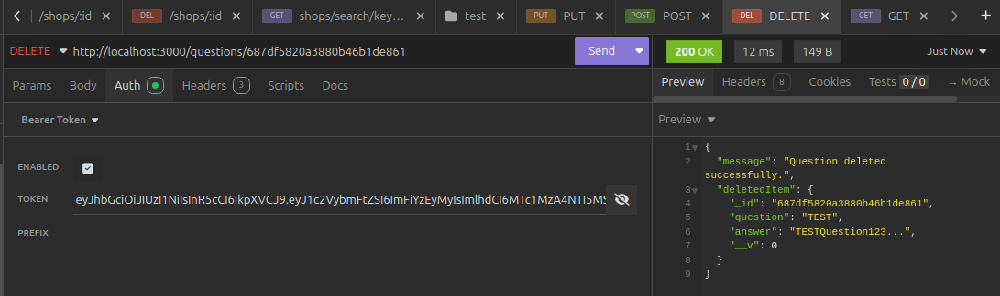 /shops/:id DEL /shops/:id GET shops/search/key... test PUT PUT POST POST DEL DELETE GET GET
DELETE http://localhost:3000/questions/687df5820a3880b46b1de861 Send 200 OK 12 ms 149 B Just Now
Params Body Auth Headers 3 Scripts Docs
Preview Headers 8 Cookies Tests 0 / 0 → Mock
Bearer Token
Preview
ENABLED
TOKEN
PREFIX
1 {
2 "message": "Question deleted
successfully.",
3 "deletedItem": {
4 "_id": "687df5820a3880b46b1de861",
5 "question": "TEST",
6 "answer": "TESTQuestion123...",
7 "__v": 0
8 }
9 }